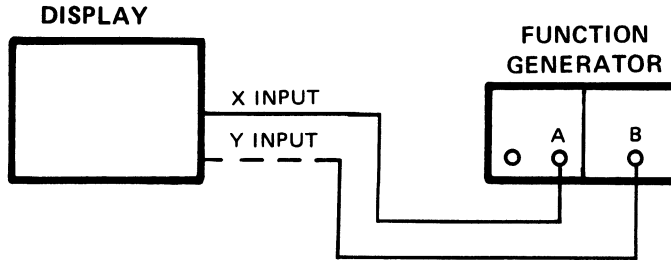 DISPLAY
FUNCTION
GENERATOR
X INPUT
Y INPUT
A
B